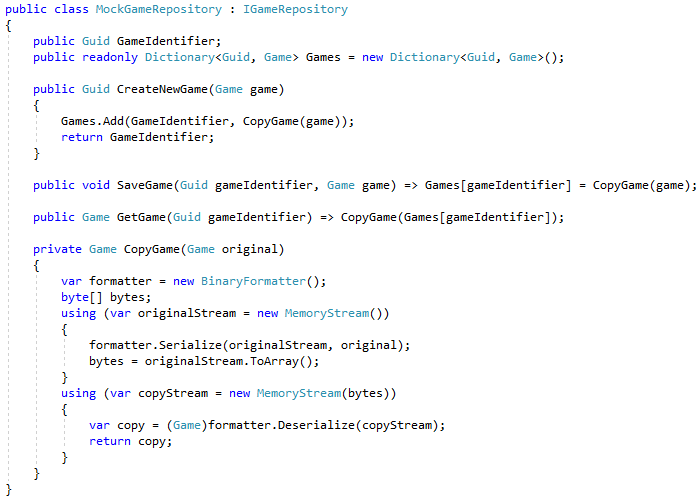 public class MockGameRepository : IGameRepository
{
    public Guid GameIdentifier;
    public readonly Dictionary<Guid, Game> Games = new Dictionary<Guid, Game>();

    public Guid CreateNewGame(Game game)
    {
        Games.Add(GameIdentifier, CopyGame(game));
        return GameIdentifier;
    }

    public void SaveGame(Guid gameIdentifier, Game game) => Games[gameIdentifier] = CopyGame(game);

    public Game GetGame(Guid gameIdentifier) => CopyGame(Games[gameIdentifier]);

    private Game CopyGame(Game original)
    {
        var formatter = new BinaryFormatter();
        byte[] bytes;
        using (var originalStream = new MemoryStream())
        {
            formatter.Serialize(originalStream, original);
            bytes = originalStream.ToArray();
        }
        using (var copyStream = new MemoryStream(bytes))
        {
            var copy = (Game)formatter.Deserialize(copyStream);
            return copy;
        }
    }
}